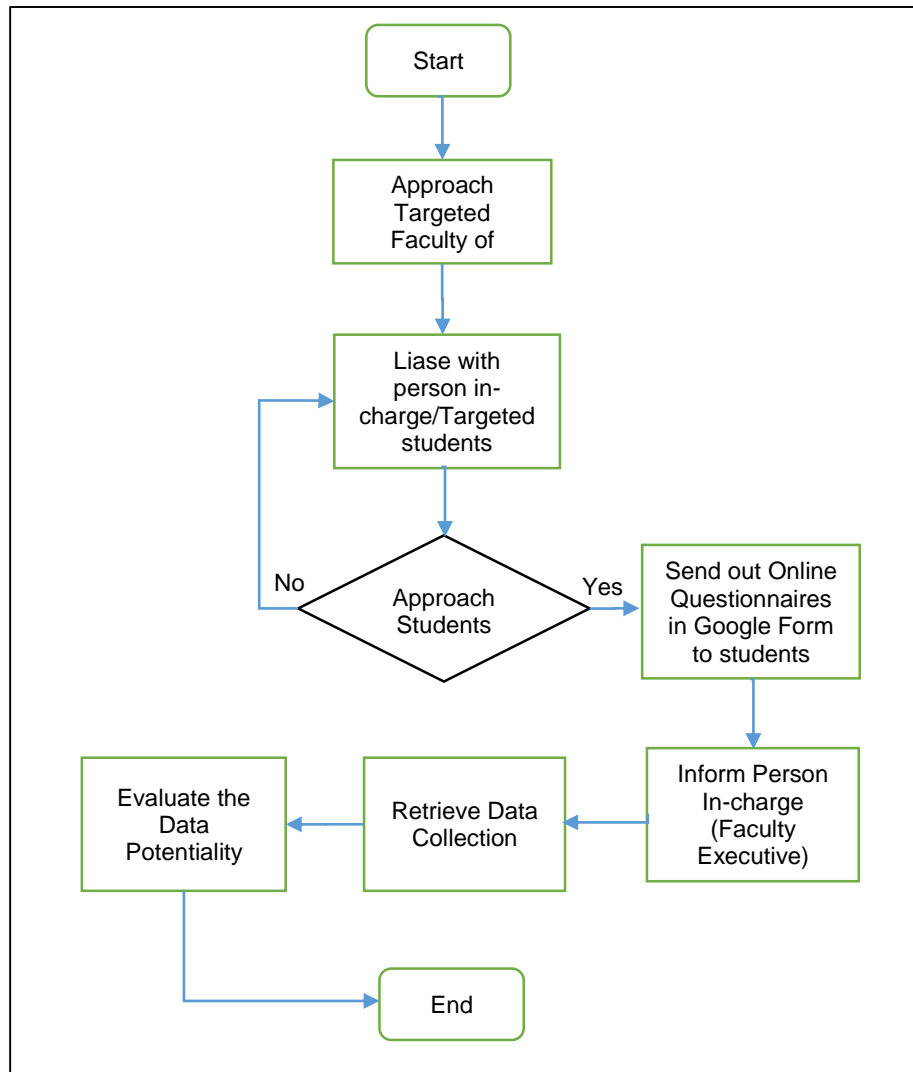 Start
Approach
Targeted
Faculty of
Liase with
person in-
charge/Targeted
students
No
Approach
Students
Yes
Send out Online
Questionnaires
in Google Form
to students
Inform Person
In-charge
(Faculty
Executive)
Retrieve Data
Collection
Evaluate the
Data
Potentiality
End